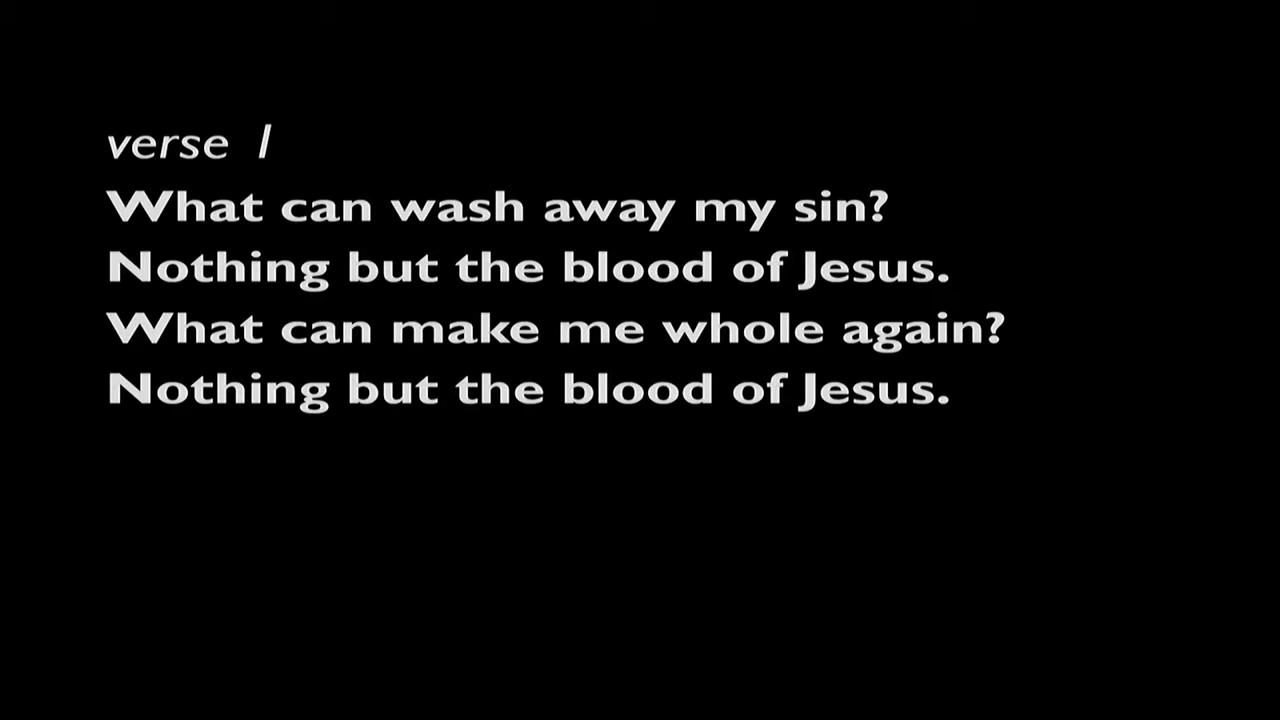 verse 1
What can wash away my sin?
Nothing but the blood of Jesus.
What can make me whole again?
Nothing but the blood of Jesus.